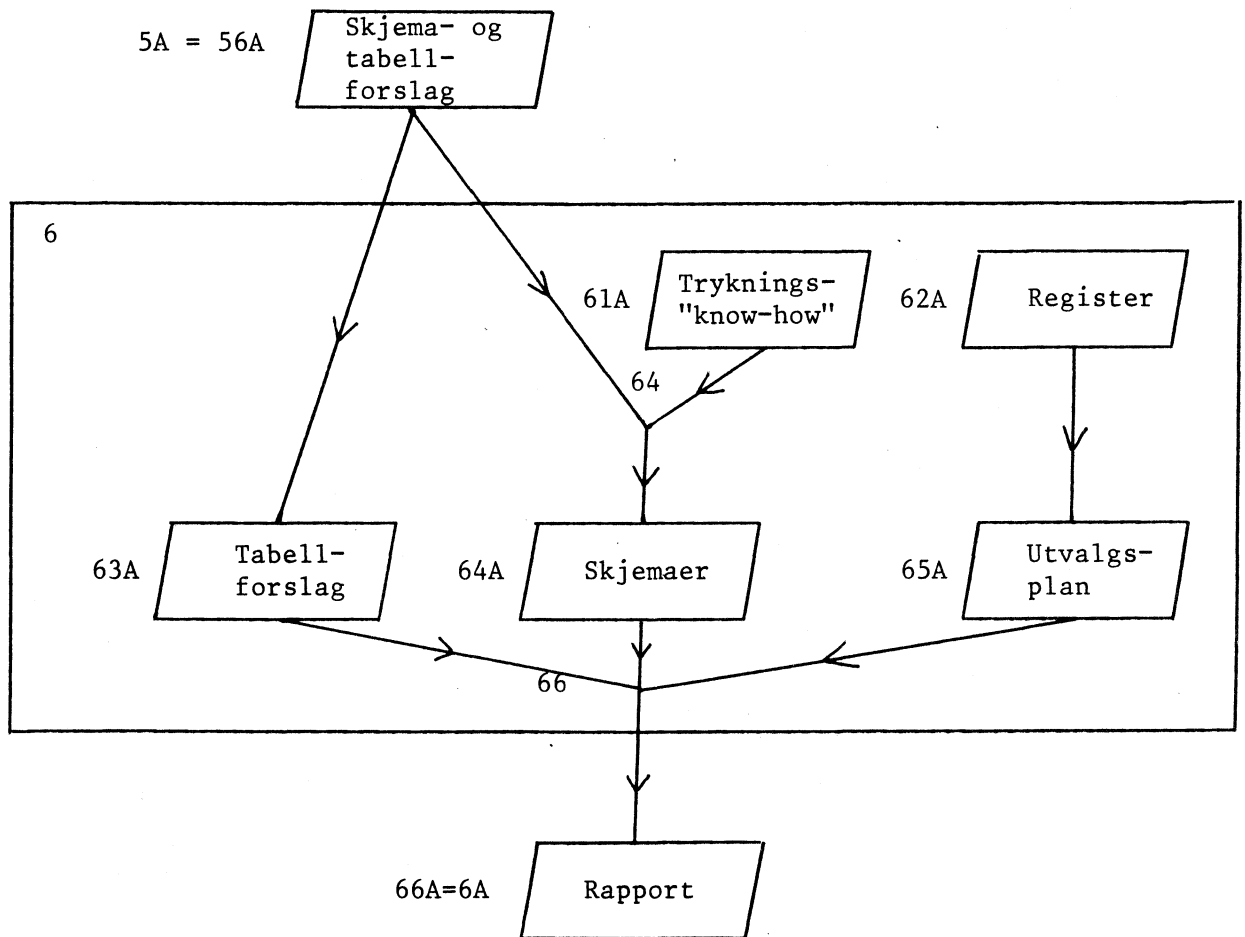 5A = 56A
Skjema- og
tabell-
forslag
6
61A
Tryknings-
"know-how"
62A
Register
64
63A
Tabell-
forslag
64A
Skjemaer
65A
Utvalgs-
plan
66
66A=6A
Rapport